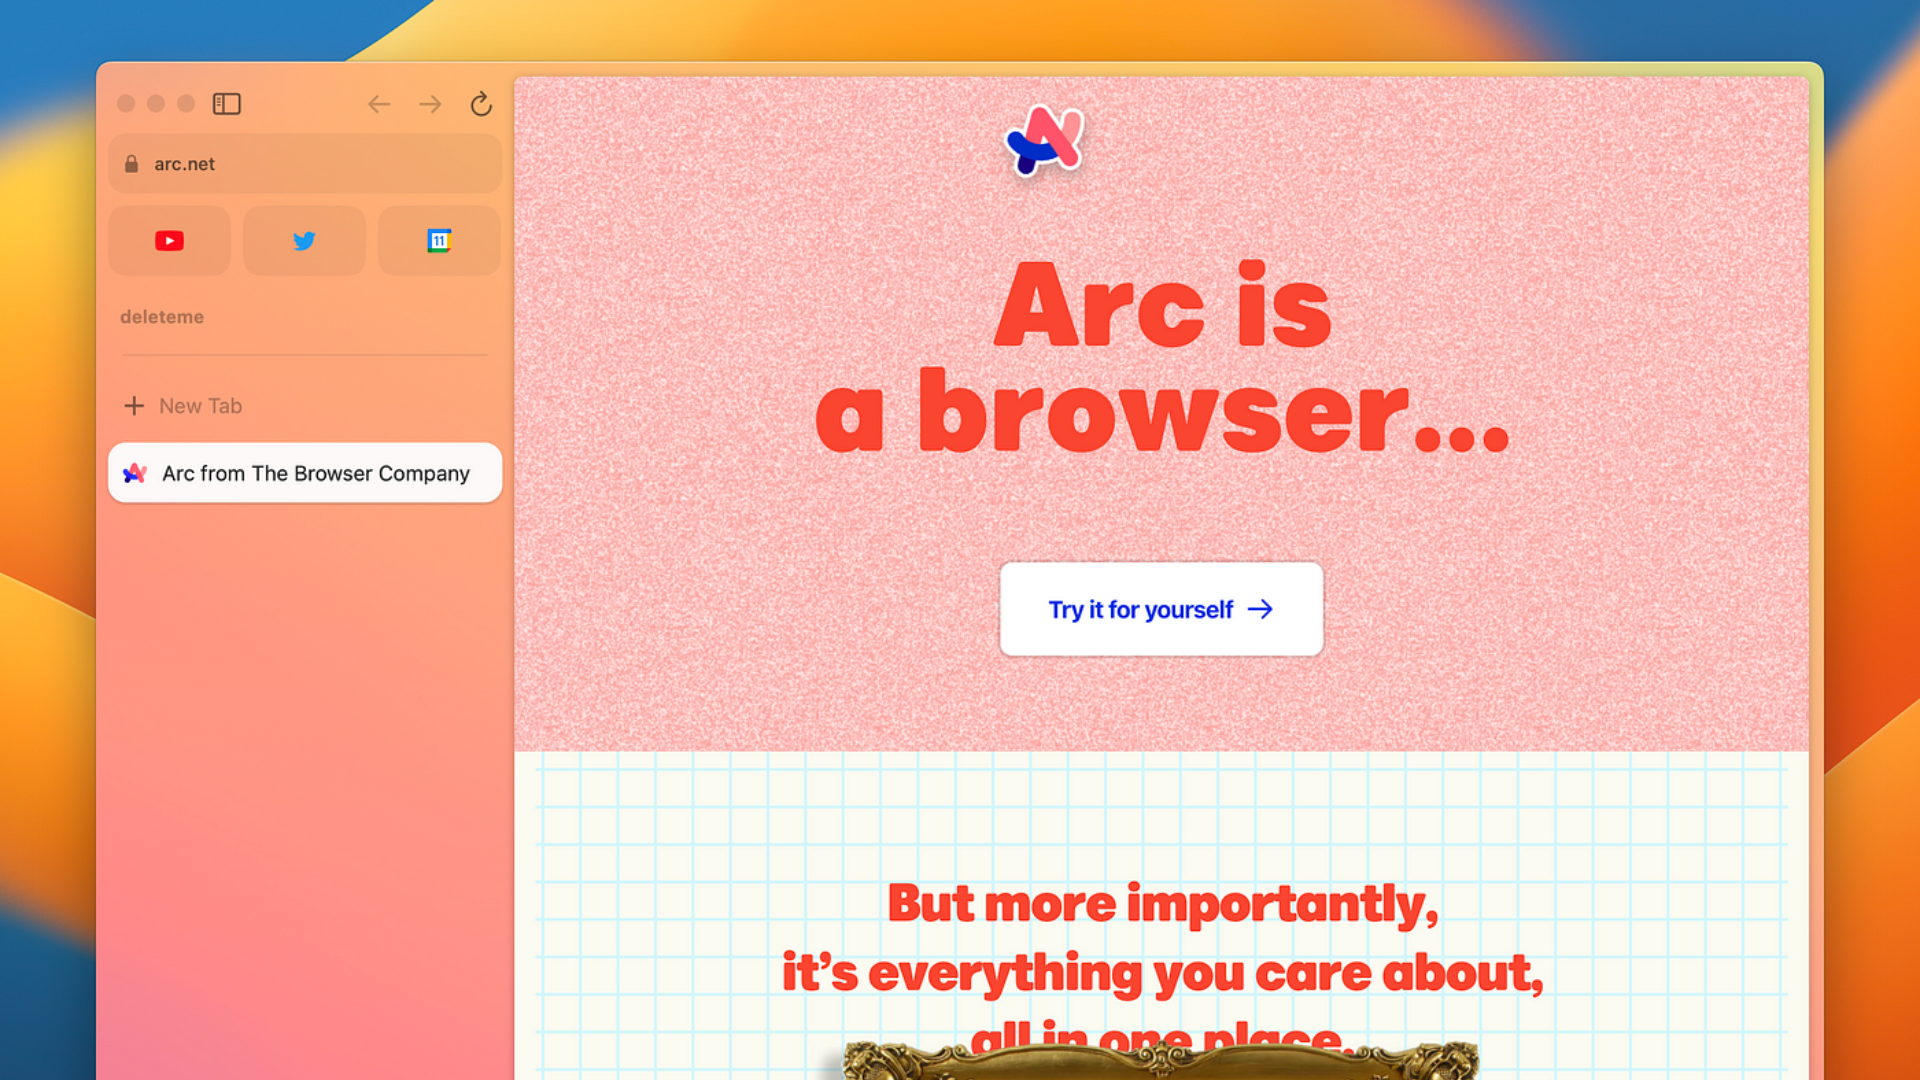 arc.net
11
deleteme
New Tab
Arc from The Browser Company
Arc is
a browser...
Try it for yourself
But more importantly,
it’s everything you care about,
all in one place.